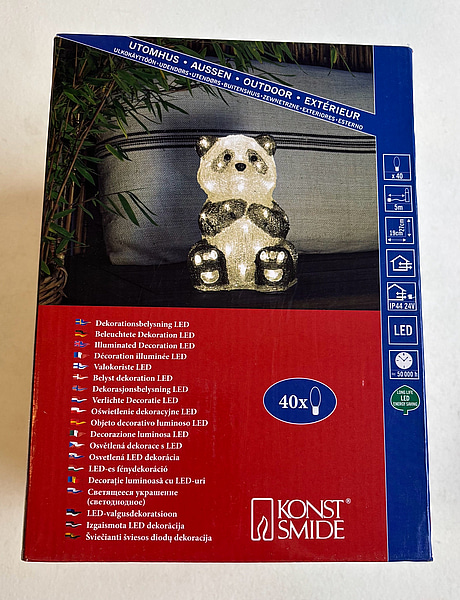 UTOMHUS • AUSSEN • OUTDOOR • EXTÉRIEUR
ULKOKÄYTTÖÖN • UDENDØRS • UTENDØRS • BUITENSHUIS • ZEWNETRZNE • EXTERIORES • ESTERNO
x 40
5m
19cm
27cm
IP44 24V
LED
~ 50 000 h
LONG LIFE
LED
ENERGY SAVING
Dekorationsbelysning LED
Beleuchtete Dekoration LED
Illuminated Decoration LED
Décoration illuminée LED
Valokoriste LED
Belyst dekoration LED
Dekorasjonsbelysning LED
Verlichte Decoratie LED
Oświetlenie dekoracyjne LED
Objeto decorativo luminoso LED
Decorazione luminosa LED
Osvětlená dekorace s LED
Osvetlená LED dekorácia
LED-es fénydekoráció
Decorație luminoasă cu LED-uri
Светящееся украшение
(светодиодное)
LED-valgusdekoratsioon
Izgaismota LED dekorācija
Šviečianti šviesos diodų dekoracija
40x
KONST®
SMIDE